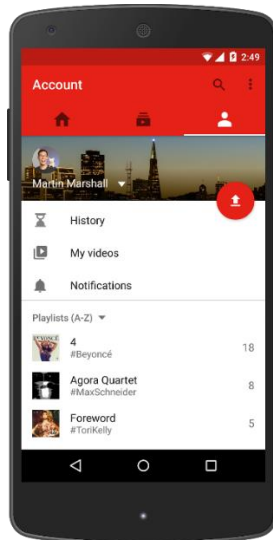 2:49
Account
Martin Marshall
History
My videos
Notifications
Playlists (A-Z)
4
#Beyoncé
18
Agora Quartet
#MaxSchneider
8
Foreword
#ToriKelly
5